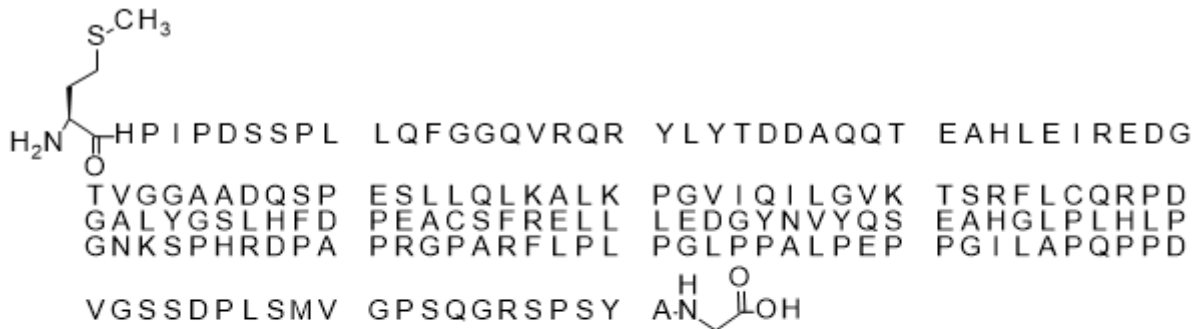 S CH3
H2N O HPIPDSSPL LQFGGQVRQR YLYTDDAQQT EAHLEIREDG
TVGGAADQSP ESLLQLKALK PGVIQILGVK TSRFLCQRPD
GALYGSLHFD PEACSFRELL LEDGYNVYQS EAHGLPLHLP
GNKSPHRDPA PRGPARFLPL PGLPPALPEP PGILAPQPPD
VGSSDPLSMV GPSQGRSPSY A-N H O OH